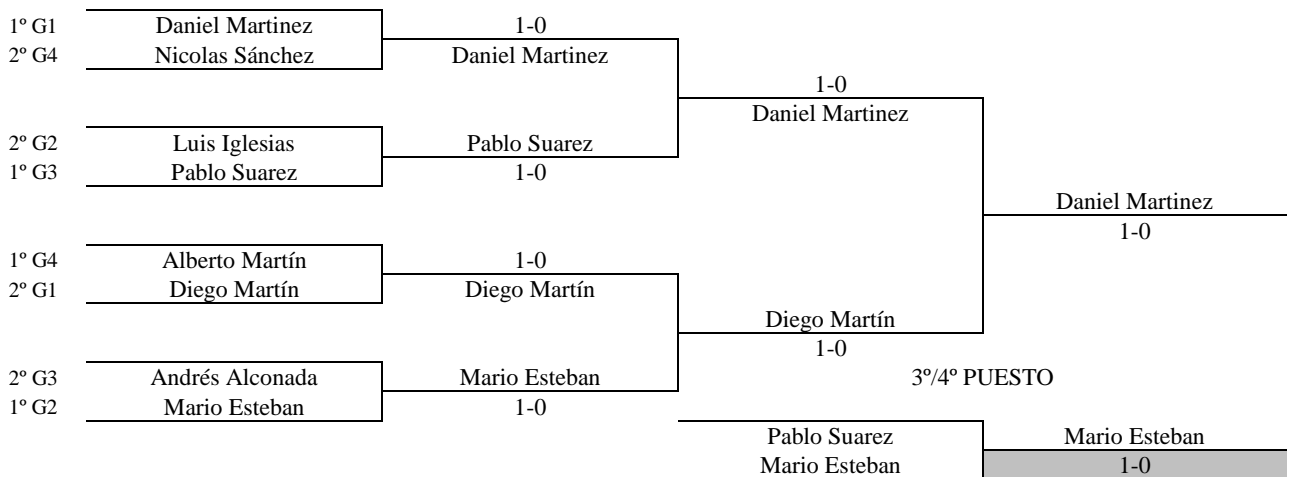 1º G1 Daniel Martinez 1-0
2º G4 Nicolas Sánchez Daniel Martinez
1-0
Daniel Martinez
2º G2 Luis Iglesias Pablo Suarez
1º G3 Pablo Suarez 1-0
Daniel Martinez
1-0
1º G4 Alberto Martín 1-0
2º G1 Diego Martín Diego Martín
Diego Martín
1-0
2º G3 Andrés Alconada Mario Esteban 3º/4º PUESTO
1º G2 Mario Esteban 1-0
Pablo Suarez Mario Esteban
Mario Esteban 1-0